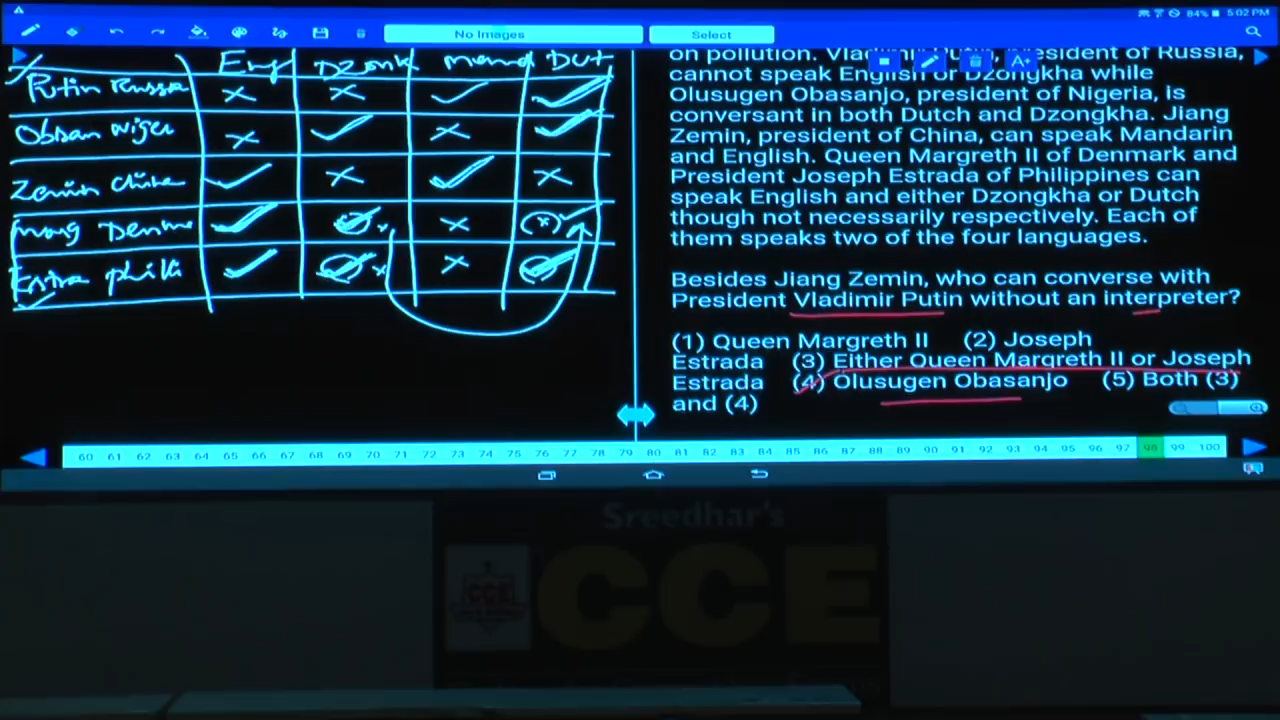 84% 5:02 PM
No Images Select
Eng Dzonk mand Dut
Putin Russia
Obsan Niger
Zemin China
marg Denma
Estra phili
on pollution. Vladimir Putin, president of Russia,
cannot speak English or Dzongkha while
Olusugen Obasanjo, president of Nigeria, is
conversant in both Dutch and Dzongkha. Jiang
Zemin, president of China, can speak Mandarin
and English. Queen Margreth II of Denmark and
President Joseph Estrada of Philippines can
speak English and either Dzongkha or Dutch
though not necessarily respectively. Each of
them speaks two of the four languages.
Besides Jiang Zemin, who can converse with
President Vladimir Putin without an interpreter?
(1) Queen Margreth II (2) Joseph
Estrada (3) Either Queen Margreth II or Joseph
Estrada (4) Olusugen Obasanjo (5) Both (3)
and (4)
60 61 62 63 64 65 66 67 68 69 70 71 72 73 74 75 76 77 78 79 80 81 82 83 84 85 86 87 88 89 90 91 92 93 94 95 96 97 98 99 100
Sreedhar's
CCE
CCE